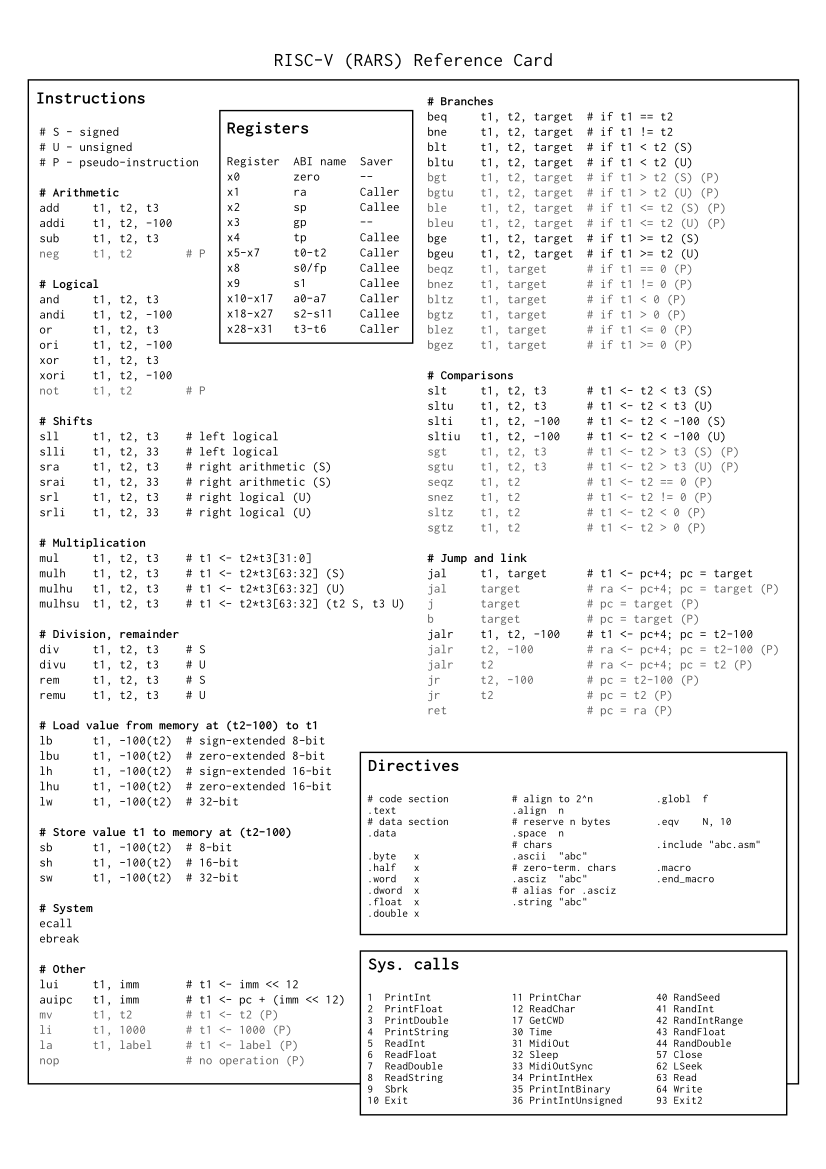 RISC-V (RARS) Reference Card
Instructions
# S - signed
# U - unsigned
# P - pseudo-instruction
# Arithmetic
add t1, t2, t3
addi t1, t2, -100
sub t1, t2, t3
neg t1, t2 # P
# Logical
and t1, t2, t3
andi t1, t2, -100
or t1, t2, t3
ori t1, t2, -100
xor t1, t2, t3
xori t1, t2, -100
not t1, t2 # P
# Shifts
sll t1, t2, t3 # left logical
slli t1, t2, 33 # left logical
sra t1, t2, t3 # right arithmetic (S)
srai t1, t2, 33 # right arithmetic (S)
srl t1, t2, t3 # right logical (U)
srli t1, t2, 33 # right logical (U)
# Multiplication
mul t1, t2, t3 # t1 <- t2*t3[31:0]
mulh t1, t2, t3 # t1 <- t2*t3[63:32] (S)
mulhu t1, t2, t3 # t1 <- t2*t3[63:32] (U)
mulhsu t1, t2, t3 # t1 <- t2*t3[63:32] (t2 S, t3 U)
# Division, remainder
div t1, t2, t3 # S
divu t1, t2, t3 # U
rem t1, t2, t3 # S
remu t1, t2, t3 # U
# Load value from memory at (t2-100) to t1
lb t1, -100(t2) # sign-extended 8-bit
lbu t1, -100(t2) # zero-extended 8-bit
lh t1, -100(t2) # sign-extended 16-bit
lhu t1, -100(t2) # zero-extended 16-bit
lw t1, -100(t2) # 32-bit
# Store value t1 to memory at (t2-100)
sb t1, -100(t2) # 8-bit
sh t1, -100(t2) # 16-bit
sw t1, -100(t2) # 32-bit
# System
ecall
ebreak
# Other
lui t1, imm # t1 <- imm << 12
auipc t1, imm # t1 <- pc + (imm << 12)
mv t1, t2 # t1 <- t2 (P)
li t1, 1000 # t1 <- 1000 (P)
la t1, label # t1 <- label (P)
nop # no operation (P)
Registers
Register ABI name Saver
x0 zero --
x1 ra Caller
x2 sp Callee
x3 gp --
x4 tp Callee
x5-x7 t0-t2 Caller
x8 s0/fp Callee
x9 s1 Callee
x10-x17 a0-a7 Caller
x18-x27 s2-s11 Callee
x28-x31 t3-t6 Caller
# Branches
beq t1, t2, target # if t1 == t2
bne t1, t2, target # if t1 != t2
blt t1, t2, target # if t1 < t2 (S)
bltu t1, t2, target # if t1 < t2 (U)
bgt t1, t2, target # if t1 > t2 (S) (P)
bgtu t1, t2, target # if t1 > t2 (U) (P)
ble t1, t2, target # if t1 <= t2 (S) (P)
bleu t1, t2, target # if t1 <= t2 (U) (P)
bge t1, t2, target # if t1 >= t2 (S)
bgeu t1, t2, target # if t1 >= t2 (U)
beqz t1, target # if t1 == 0 (P)
bnez t1, target # if t1 != 0 (P)
bltz t1, target # if t1 < 0 (P)
bgtz t1, target # if t1 > 0 (P)
blez t1, target # if t1 <= 0 (P)
bgez t1, target # if t1 >= 0 (P)
# Comparisons
slt t1, t2, t3 # t1 <- t2 < t3 (S)
sltu t1, t2, t3 # t1 <- t2 < t3 (U)
slti t1, t2, -100 # t1 <- t2 < -100 (S)
sltiu t1, t2, -100 # t1 <- t2 < -100 (U)
sgt t1, t2, t3 # t1 <- t2 > t3 (S) (P)
sgtu t1, t2, t3 # t1 <- t2 > t3 (U) (P)
seqz t1, t2 # t1 <- t2 == 0 (P)
snez t1, t2 # t1 <- t2 != 0 (P)
sltz t1, t2 # t1 <- t2 < 0 (P)
sgtz t1, t2 # t1 <- t2 > 0 (P)
# Jump and link
jal t1, target # t1 <- pc+4; pc = target
jal target # ra <- pc+4; pc = target (P)
j target # pc = target (P)
b target # pc = target (P)
jalr t1, t2, -100 # t1 <- pc+4; pc = t2-100
jalr t2, -100 # ra <- pc+4; pc = t2-100 (P)
jalr t2 # ra <- pc+4; pc = t2 (P)
jr t2, -100 # pc = t2-100 (P)
jr t2 # pc = t2 (P)
ret # pc = ra (P)
Directives
# code section
.text
# data section
.data
.byte x
.half x
.word x
.dword x
.float x
.double x
# align to 2^n
.align n
# reserve n bytes
.space n
# chars
.ascii "abc"
# zero-term. chars
.asciz "abc"
# alias for .asciz
.string "abc"
.globl f
.eqv N, 10
.include "abc.asm"
.macro
.end_macro
Sys. calls
1 PrintInt
2 PrintFloat
3 PrintDouble
4 PrintString
5 ReadInt
6 ReadFloat
7 ReadDouble
8 ReadString
9 Sbrk
10 Exit
11 PrintChar
12 ReadChar
17 GetCWD
30 Time
31 MidiOut
32 Sleep
33 MidiOutSync
34 PrintIntHex
35 PrintIntBinary
36 PrintIntUnsigned
40 RandSeed
41 RandInt
42 RandIntRange
43 RandFloat
44 RandDouble
57 Close
62 LSeek
63 Read
64 Write
93 Exit2